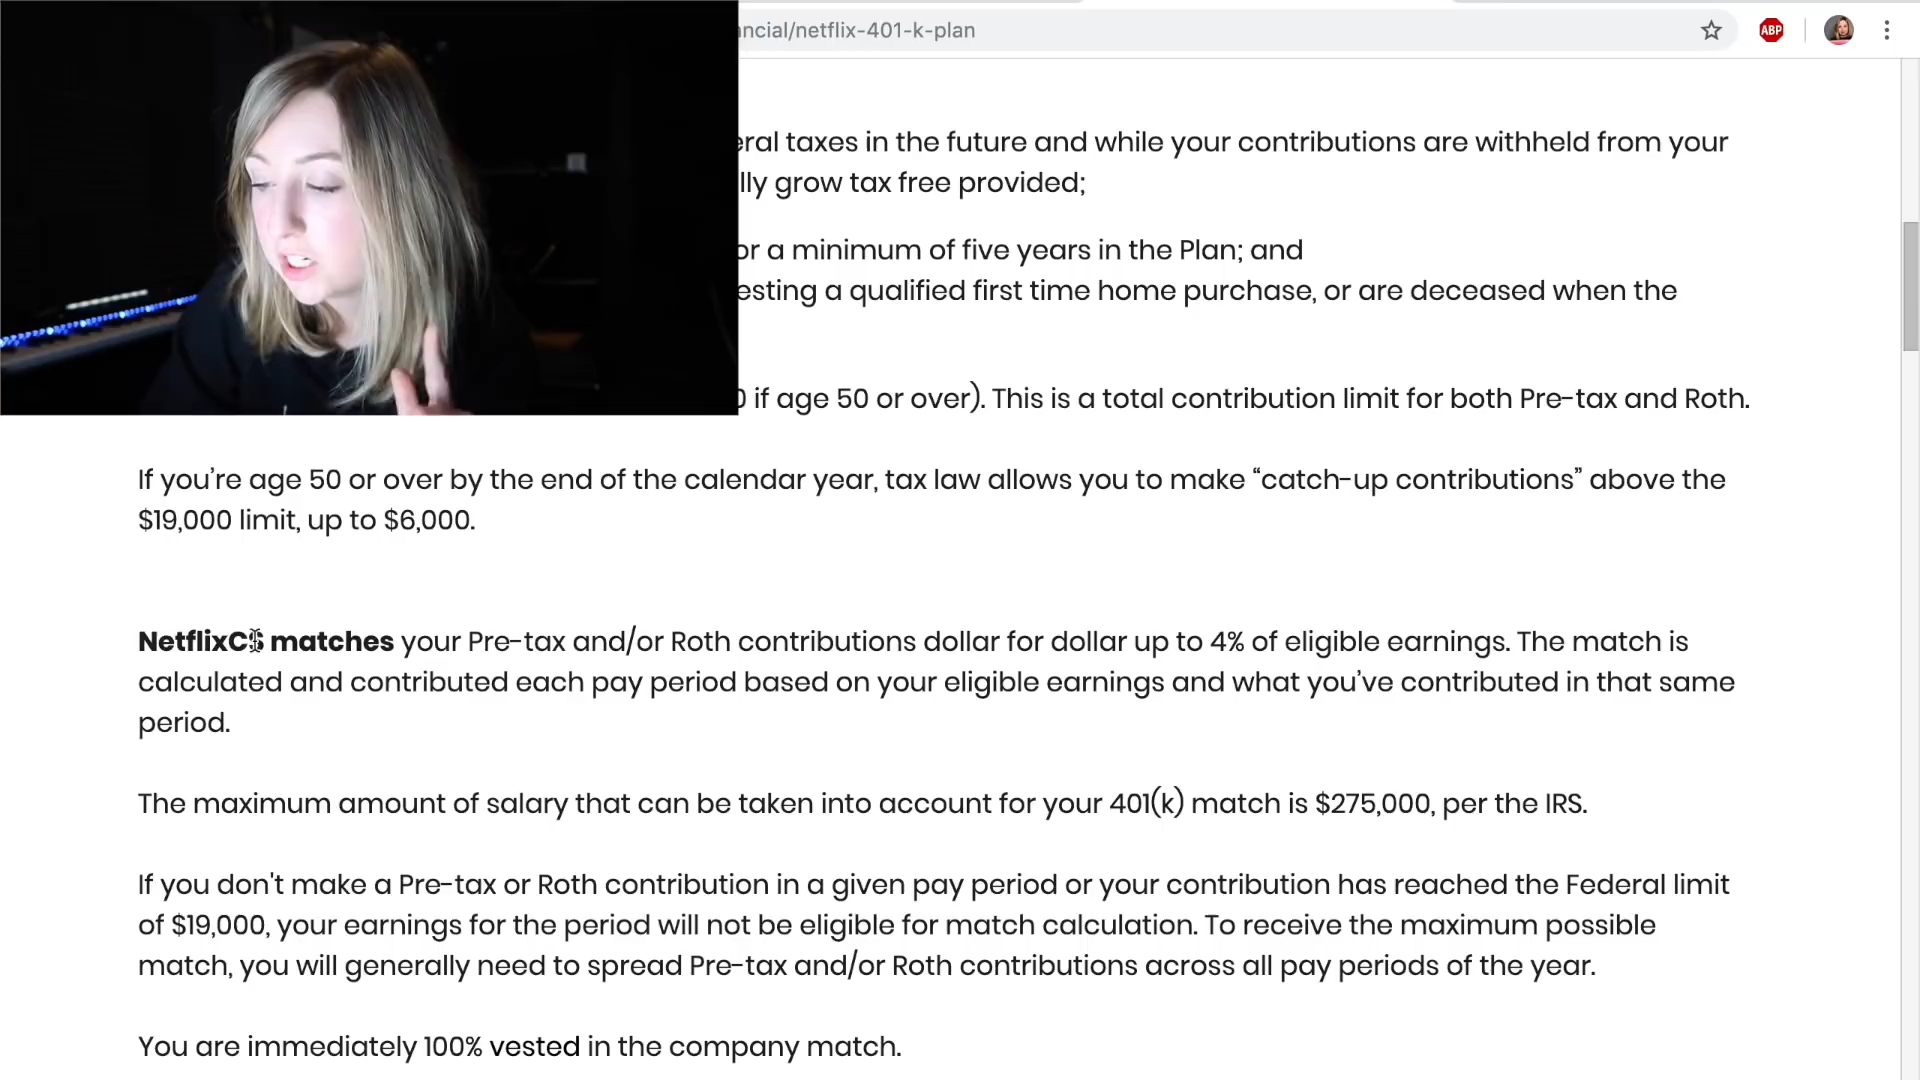 ancial/netflix-401-k-plan
ABP
eral taxes in the future and while your contributions are withheld from your
lly grow tax free provided;
or a minimum of five years in the Plan; and
esting a qualified first time home purchase, or are deceased when the
if age 50 or over). This is a total contribution limit for both Pre-tax and Roth.
If you’re age 50 or over by the end of the calendar year, tax law allows you to make “catch-up contributions” above the
$19,000 limit, up to $6,000.
NetflixCS matches your Pre-tax and/or Roth contributions dollar for dollar up to 4% of eligible earnings. The match is
calculated and contributed each pay period based on your eligible earnings and what you’ve contributed in that same
period.
The maximum amount of salary that can be taken into account for your 401(k) match is $275,000, per the IRS.
If you don't make a Pre-tax or Roth contribution in a given pay period or your contribution has reached the Federal limit
of $19,000, your earnings for the period will not be eligible for match calculation. To receive the maximum possible
match, you will generally need to spread Pre-tax and/or Roth contributions across all pay periods of the year.
You are immediately 100% vested in the company match.